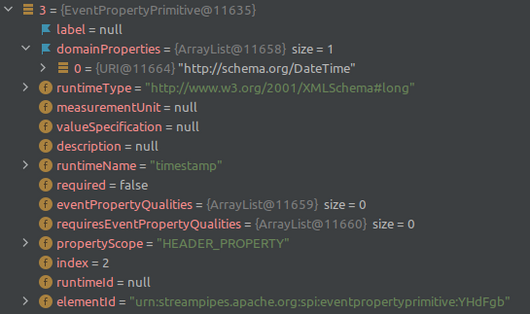 3 = {EventPropertyPrimitive@11635}
label = null
domainProperties = {ArrayList@11658} size = 1
0 = {URI@11664} "http://schema.org/DateTime"
runtimeType = "http://www.w3.org/2001/XMLSchema#long"
measurementUnit = null
valueSpecification = null
description = null
runtimeName = "timestamp"
required = false
eventPropertyQualities = {ArrayList@11659} size = 0
requiresEventPropertyQualities = {ArrayList@11660} size = 0
propertyScope = "HEADER_PROPERTY"
index = 2
runtimeId = null
elementId = "urn:streampipes.apache.org:spi:eventpropertyprimitive:YHdFgb"